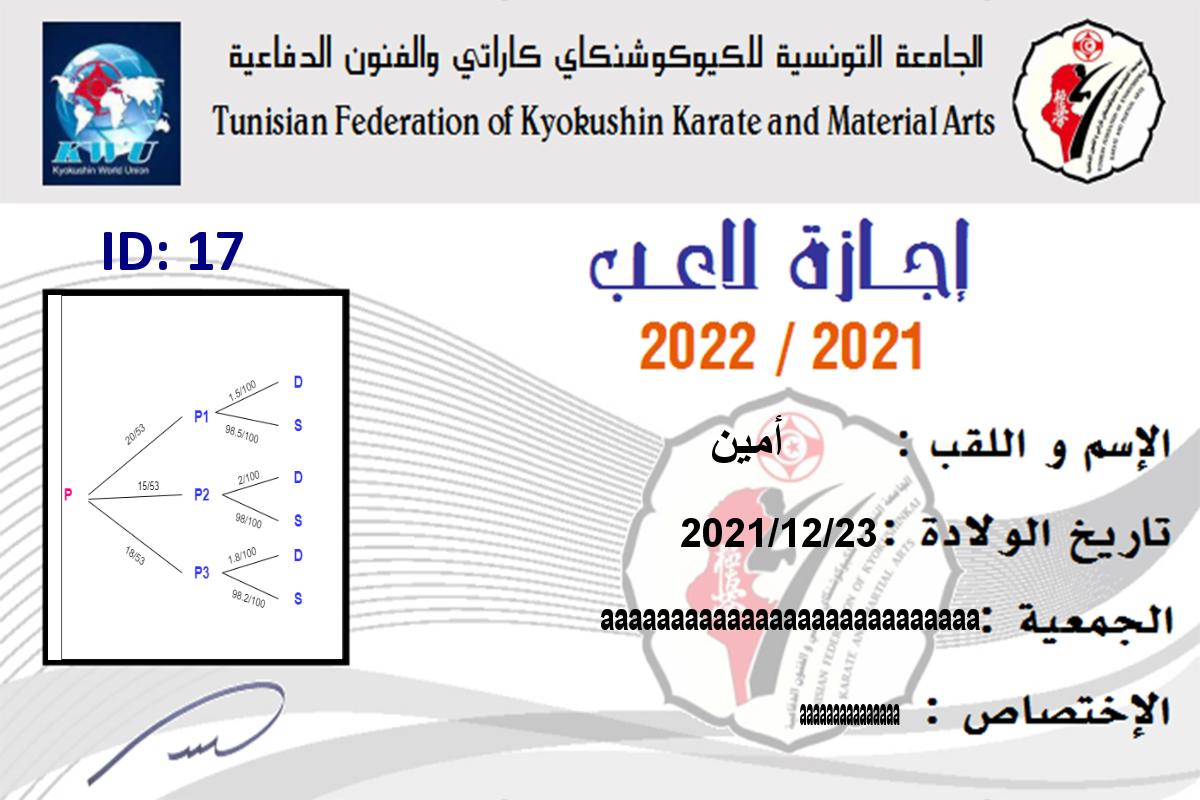 الجامعة التونسية للكيوكوشنكاي كاراتي والفنون الدفاعية
Tunisian Federation of Kyokushin Karate and Material Arts
KWU
Kyokushin World Union
ID: 17
إجازة لاعب
2022 / 2021
الإسم و اللقب : أمين
تاريخ الولادة : 2021/12/23
الجمعية : aaaaaaaaaaaaaaaaaaaaaaaaaaa
الإختصاص : aaaaaaaaaaaaaaa
1.5/100 D
20/53 P1
98.5/100 S
2/100 D
P 15/53 P2
98/100 S
1.8/100 D
18/53 P3
98.2/100 S